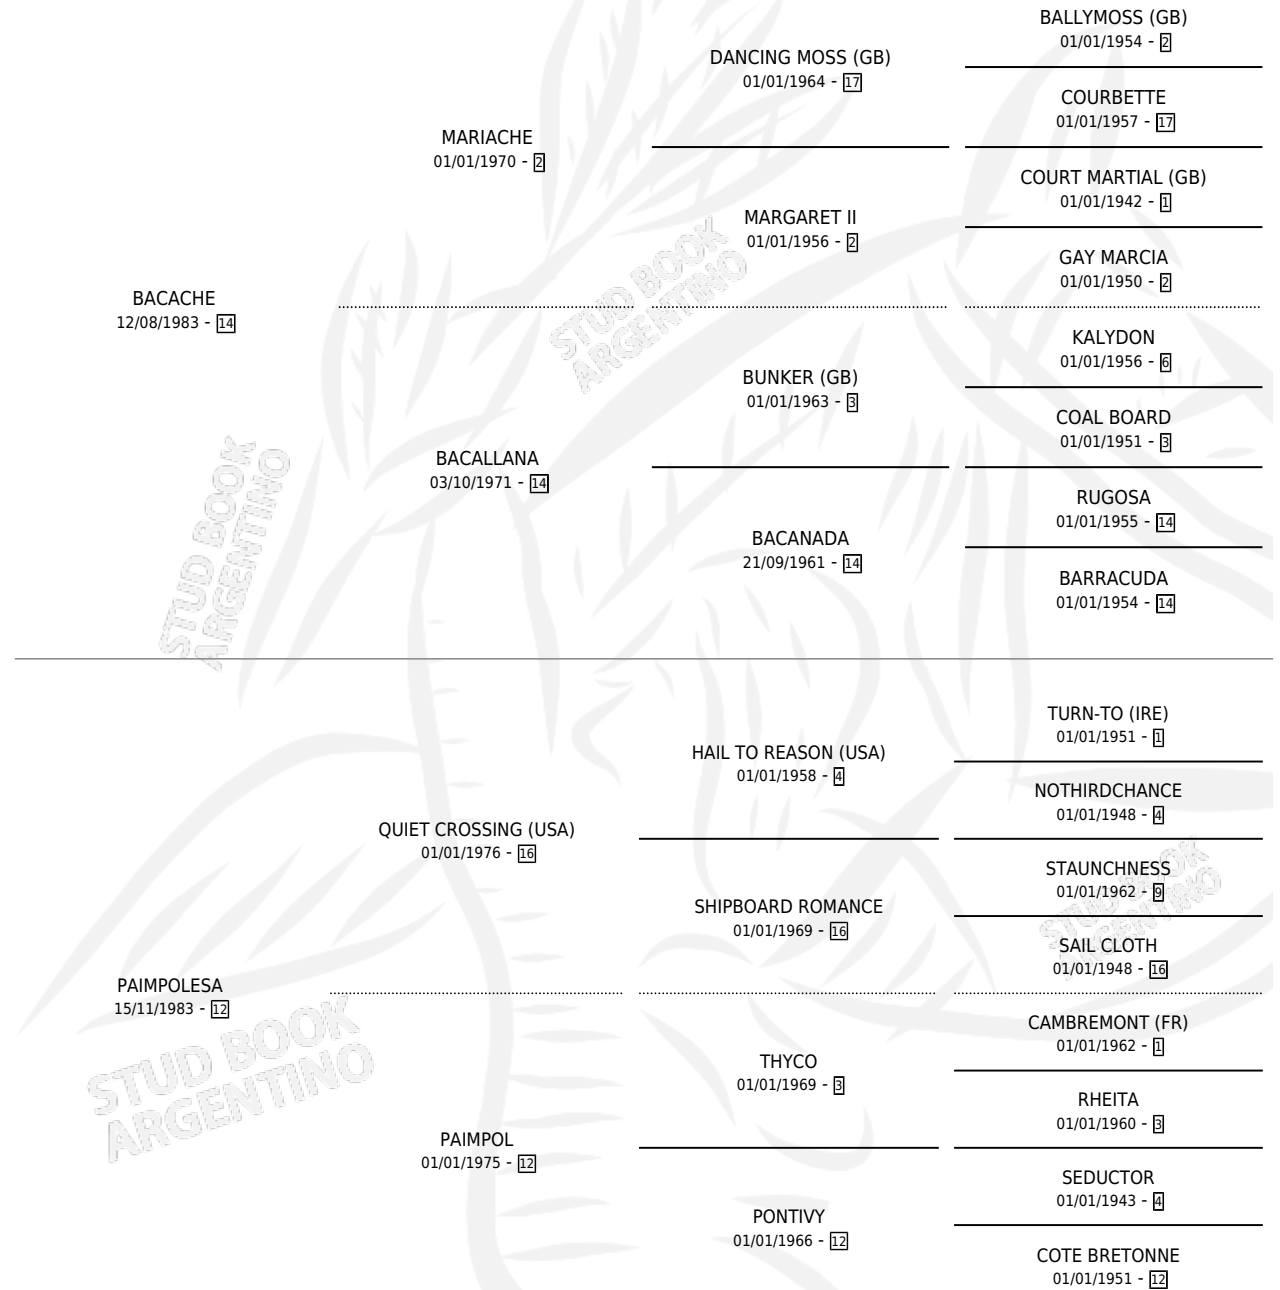 BALLYMOSS (GB)
01/01/1954 - 2
DANCING MOSS (GB)
01/01/1964 - 17
COURBETTE
01/01/1957 - 17
MARIACHE
01/01/1970 - 2
COURT MARTIAL (GB)
01/01/1942 - 1
MARGARET II
01/01/1956 - 2
GAY MARCIA
01/01/1950 - 2
BACACHE
12/08/1983 - 14
KALYDON
01/01/1956 - 6
BUNKER (GB)
01/01/1963 - 3
COAL BOARD
01/01/1951 - 3
BACALLANA
03/10/1971 - 14
RUGOSA
01/01/1955 - 14
BACANADA
21/09/1961 - 14
BARRACUDA
01/01/1954 - 14
STUD BOOK
ARGENTINO
STUD BOOK
ARGENTINO
TURN-TO (IRE)
01/01/1951 - 1
HAIL TO REASON (USA)
01/01/1958 - 4
NOTHIRDCHANCE
01/01/1948 - 4
QUIET CROSSING (USA)
01/01/1976 - 16
STAUNCHNESS
01/01/1962 - 9
SHIPBOARD ROMANCE
01/01/1969 - 16
SAIL CLOTH
01/01/1948 - 16
PAIMPOLESA
15/11/1983 - 12
CAMBREMONT (FR)
01/01/1962 - 1
THYCO
01/01/1969 - 3
RHEITA
01/01/1960 - 3
PAIMPOL
01/01/1975 - 12
SEDUCTOR
01/01/1943 - 4
PONTIVY
01/01/1966 - 12
COTE BRETONNE
01/01/1951 - 12
STUD BOOK
ARGENTINO
STUD BOOK
ARGENTINO